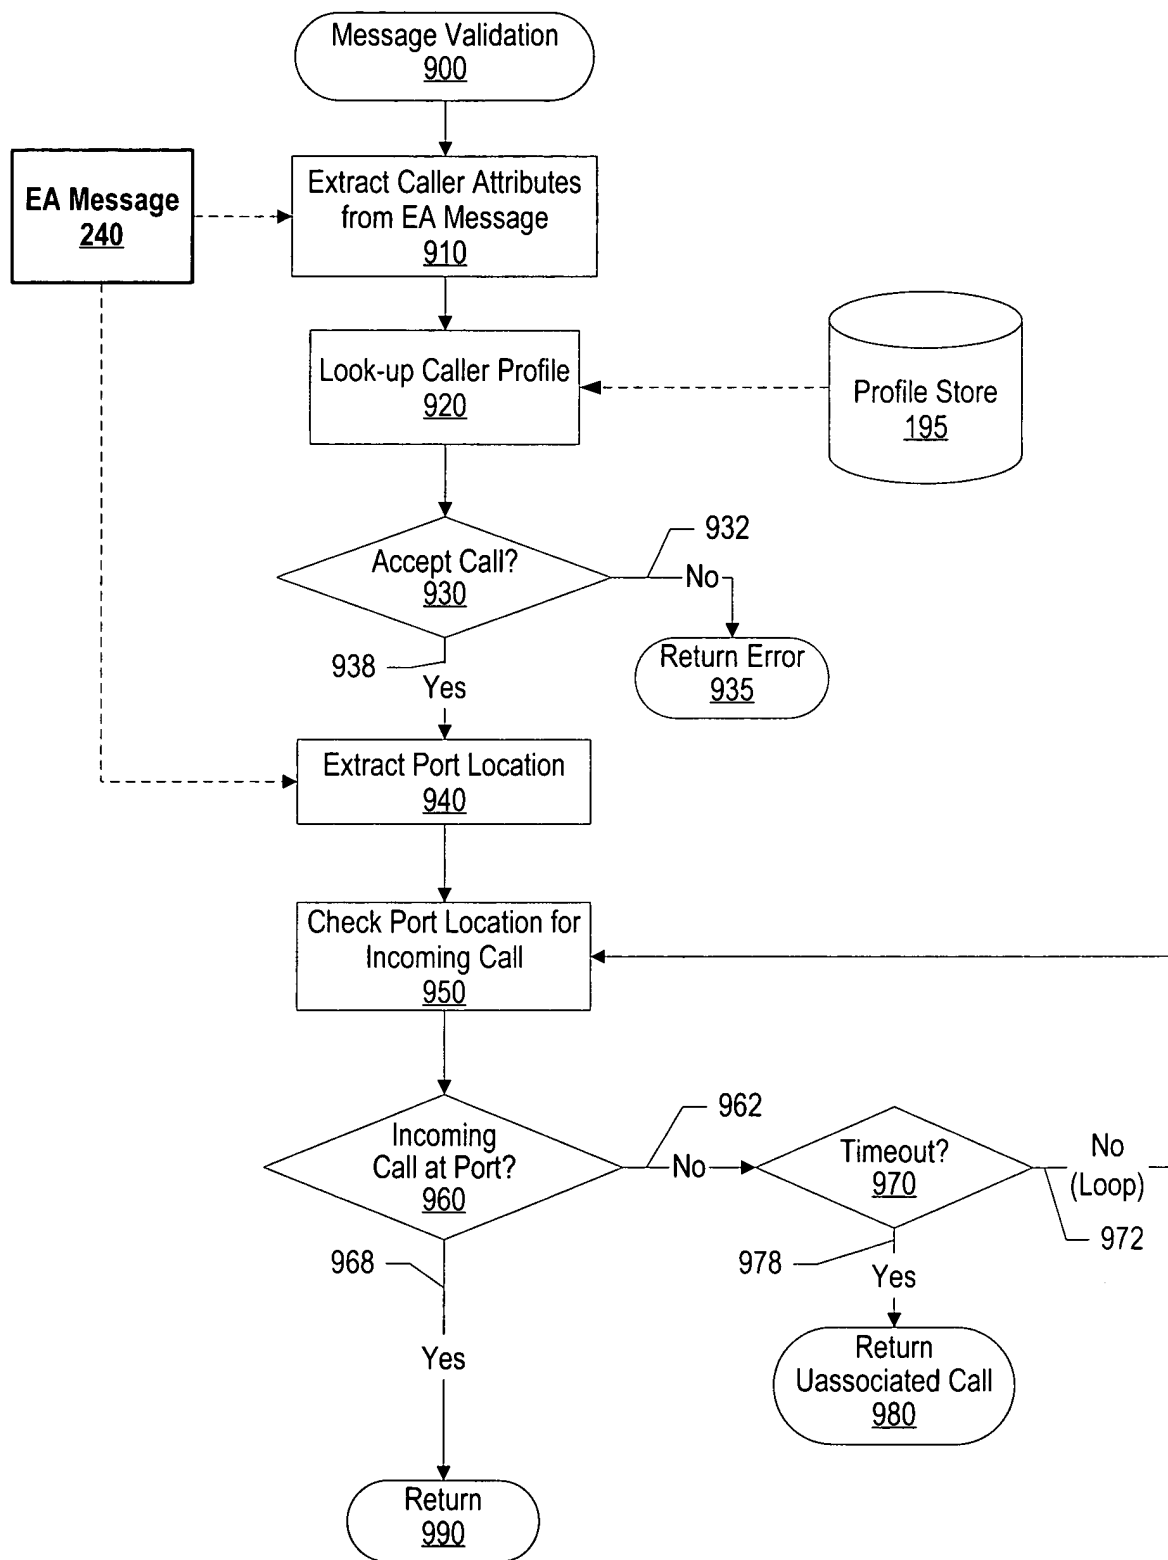 Message Validation
900
EA Message
240
Extract Caller Attributes
from EA Message
910
Look-up Caller Profile
920
Profile Store
195
Accept Call?
930
932
No
Return Error
935
938
Yes
Extract Port Location
940
Check Port Location for
Incoming Call
950
Incoming
Call at Port?
960
962
No
Timeout?
970
No
(Loop)
972
968
Yes
978
Yes
Return
Uassociated Call
980
Return
990